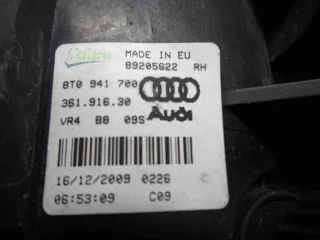 Valeo MADE IN EU
89205622 RH
8T0 941 700
361.916.30
VR4 B8 09S Audi
16/12/2009 0226
06:53:09 C09